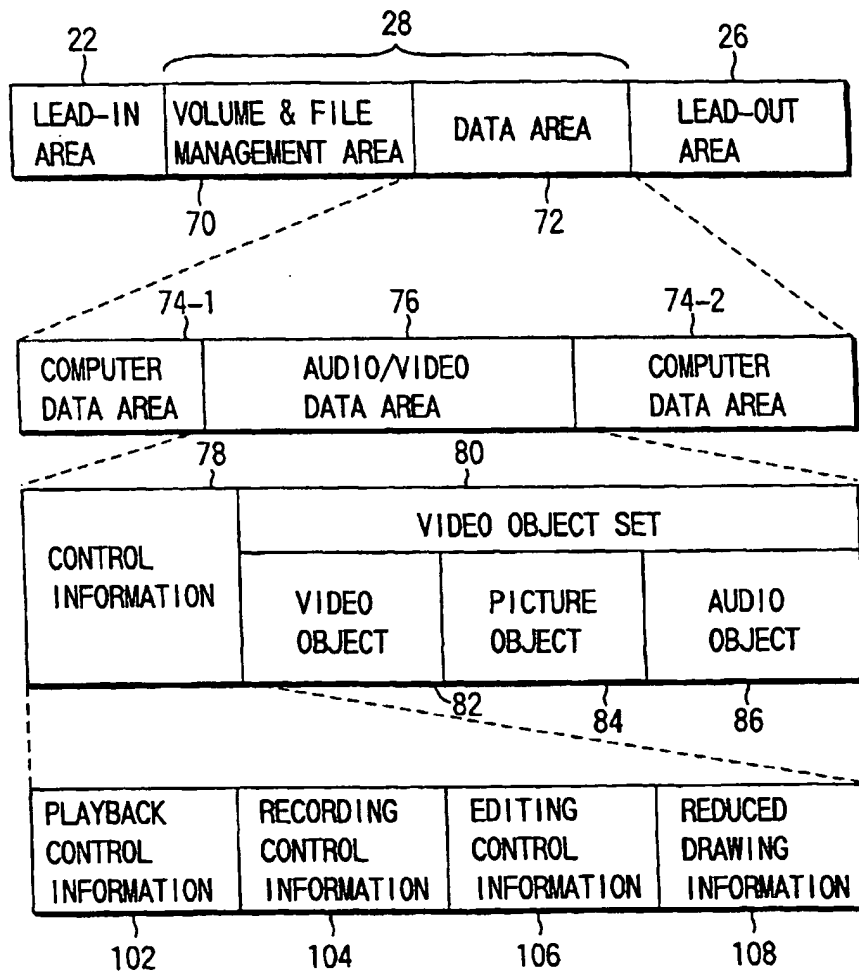 22 28 26
LEAD-IN AREA
VOLUME & FILE MANAGEMENT AREA
DATA AREA
LEAD-OUT AREA
70 72
74-1 76 74-2
COMPUTER DATA AREA
AUDIO/VIDEO DATA AREA
COMPUTER DATA AREA
78 80
CONTROL INFORMATION
VIDEO OBJECT SET
VIDEO OBJECT
PICTURE OBJECT
AUDIO OBJECT
82 84 86
PLAYBACK CONTROL INFORMATION
RECORDING CONTROL INFORMATION
EDITING CONTROL INFORMATION
REDUCED DRAWING INFORMATION
102 104 106 108